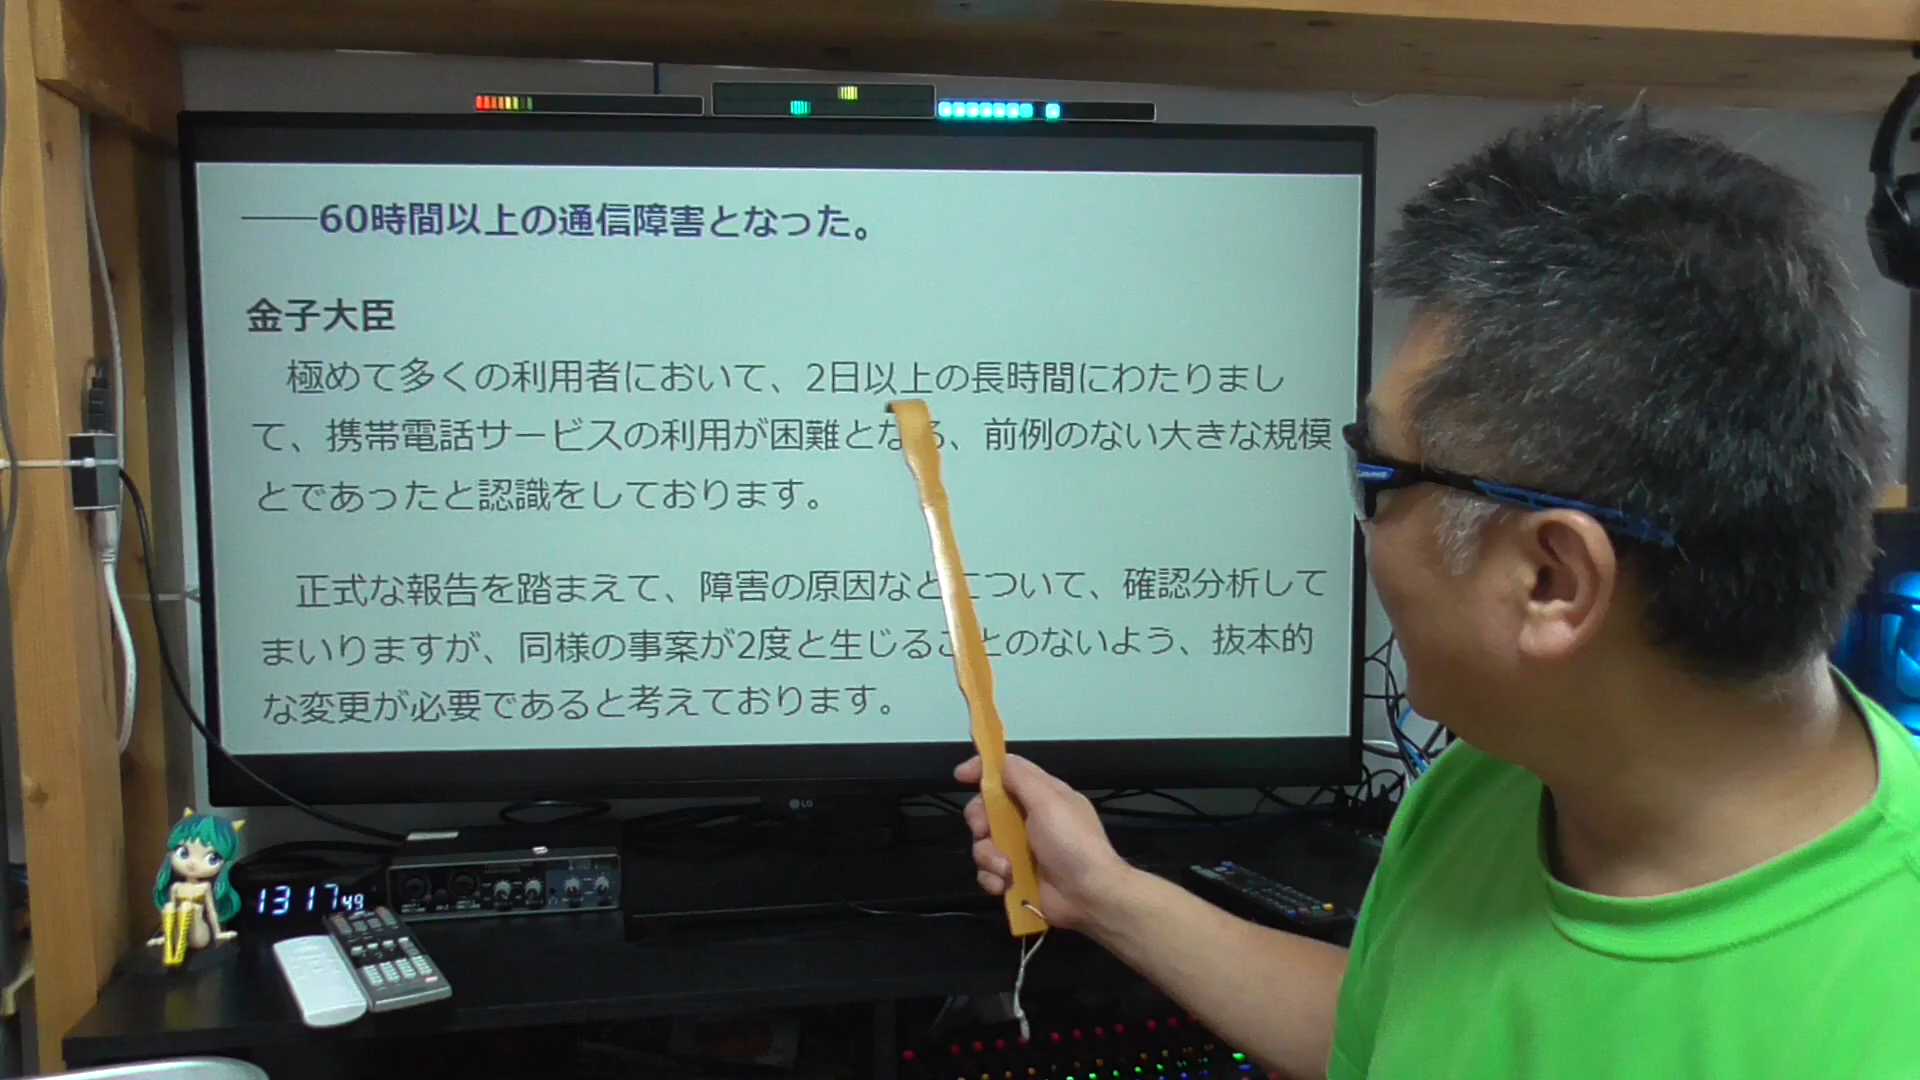 ──60時間以上の通信障害となった。
金子大臣
極めて多くの利用者において、2日以上の長時間にわたりまし
て、携帯電話サービスの利用が困難となる、前例のない大きな規模
とであったと認識をしております。
正式な報告を踏まえて、障害の原因などについて、確認分析して
まいりますが、同様の事案が2度と生じることのないよう、抜本的
な変更が必要であると考えております。
LG
1317 49